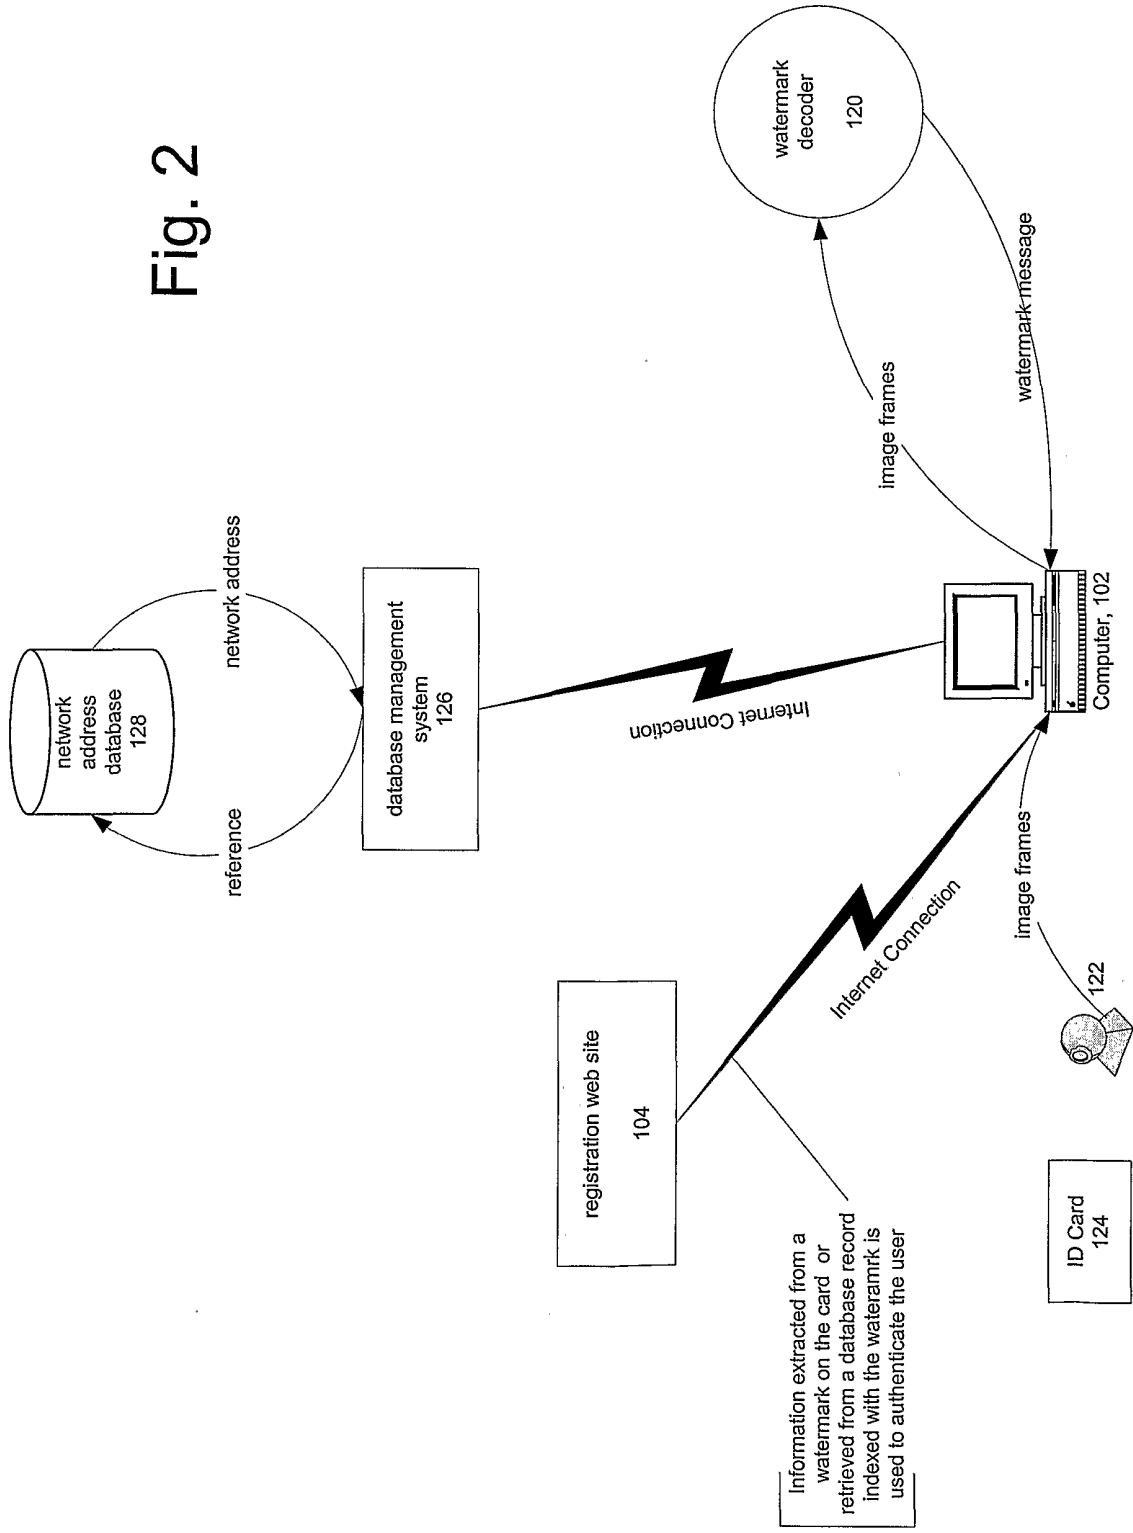 Fig. 2
network
address
database
128
reference
network address
database management
system
126
Internet Connection
registration web site
104
Internet Connection
Information extracted from a
watermark on the card or
retrieved from a database record
indexed with the wateramrk is
used to authenticate the user
ID Card
124
122
image frames
Computer, 102
image frames
watermark message
watermark
decoder
120